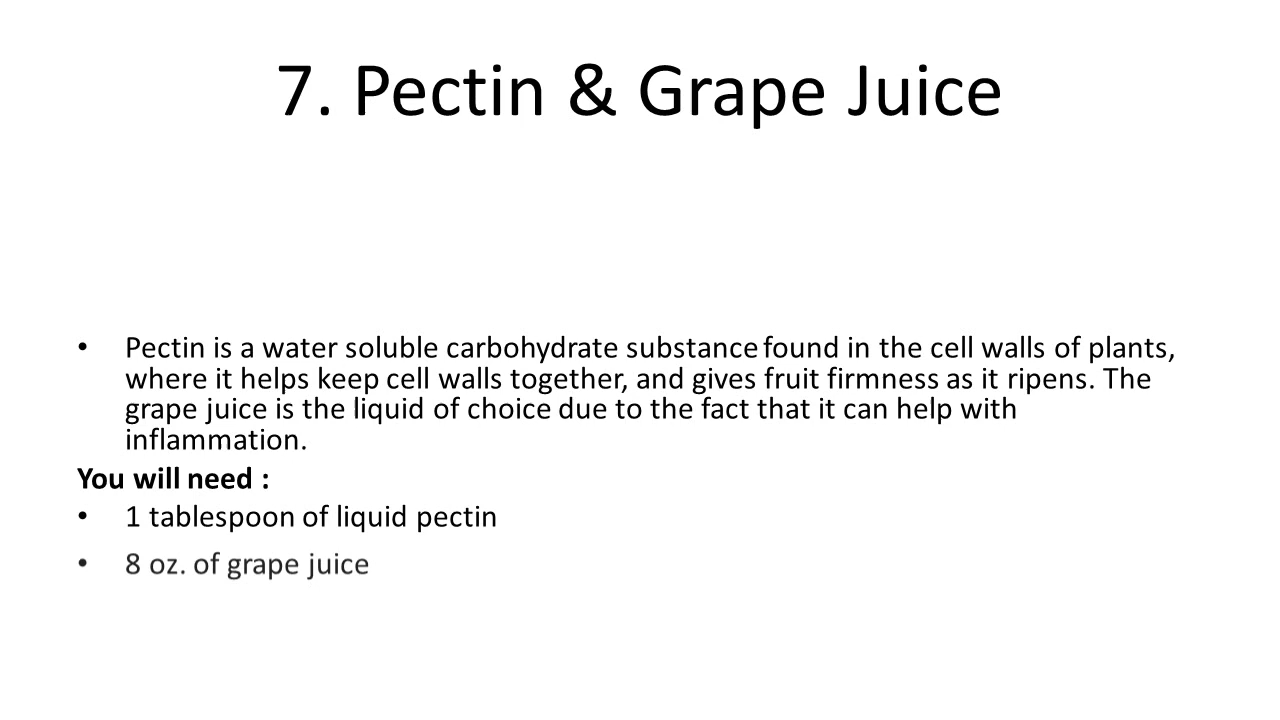 7. Pectin & Grape Juice
• Pectin is a water soluble carbohydrate substance found in the cell walls of plants,
where it helps keep cell walls together, and gives fruit firmness as it ripens. The
grape juice is the liquid of choice due to the fact that it can help with
inflammation.
You will need :
• 1 tablespoon of liquid pectin
• 8 oz. of grape juice